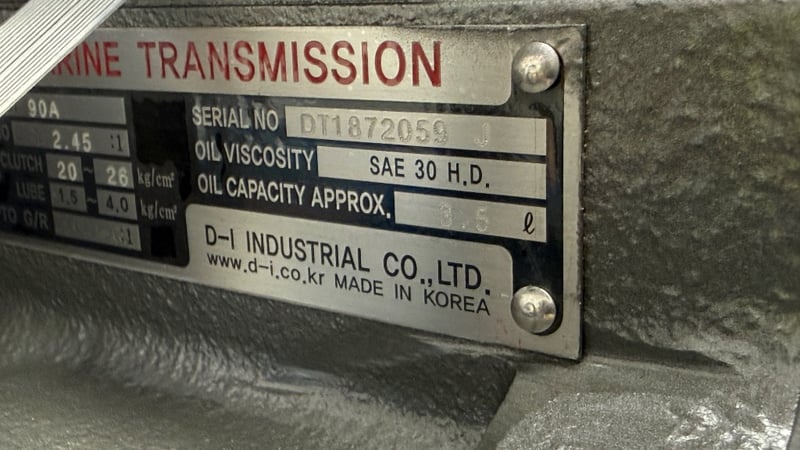 RINE TRANSMISSION
90A
2.45 :1
CLUTCH 20 ~ 26 kg/cm²
LUBE 1.5 ~ 4.0 kg/cm²
G/R :1
SERIAL NO DT1872059 J
OIL VISCOSITY SAE 30 H.D.
OIL CAPACITY APPROX. 3.5 ℓ
D-I INDUSTRIAL CO.,LTD.
www.d-i.co.kr MADE IN KOREA